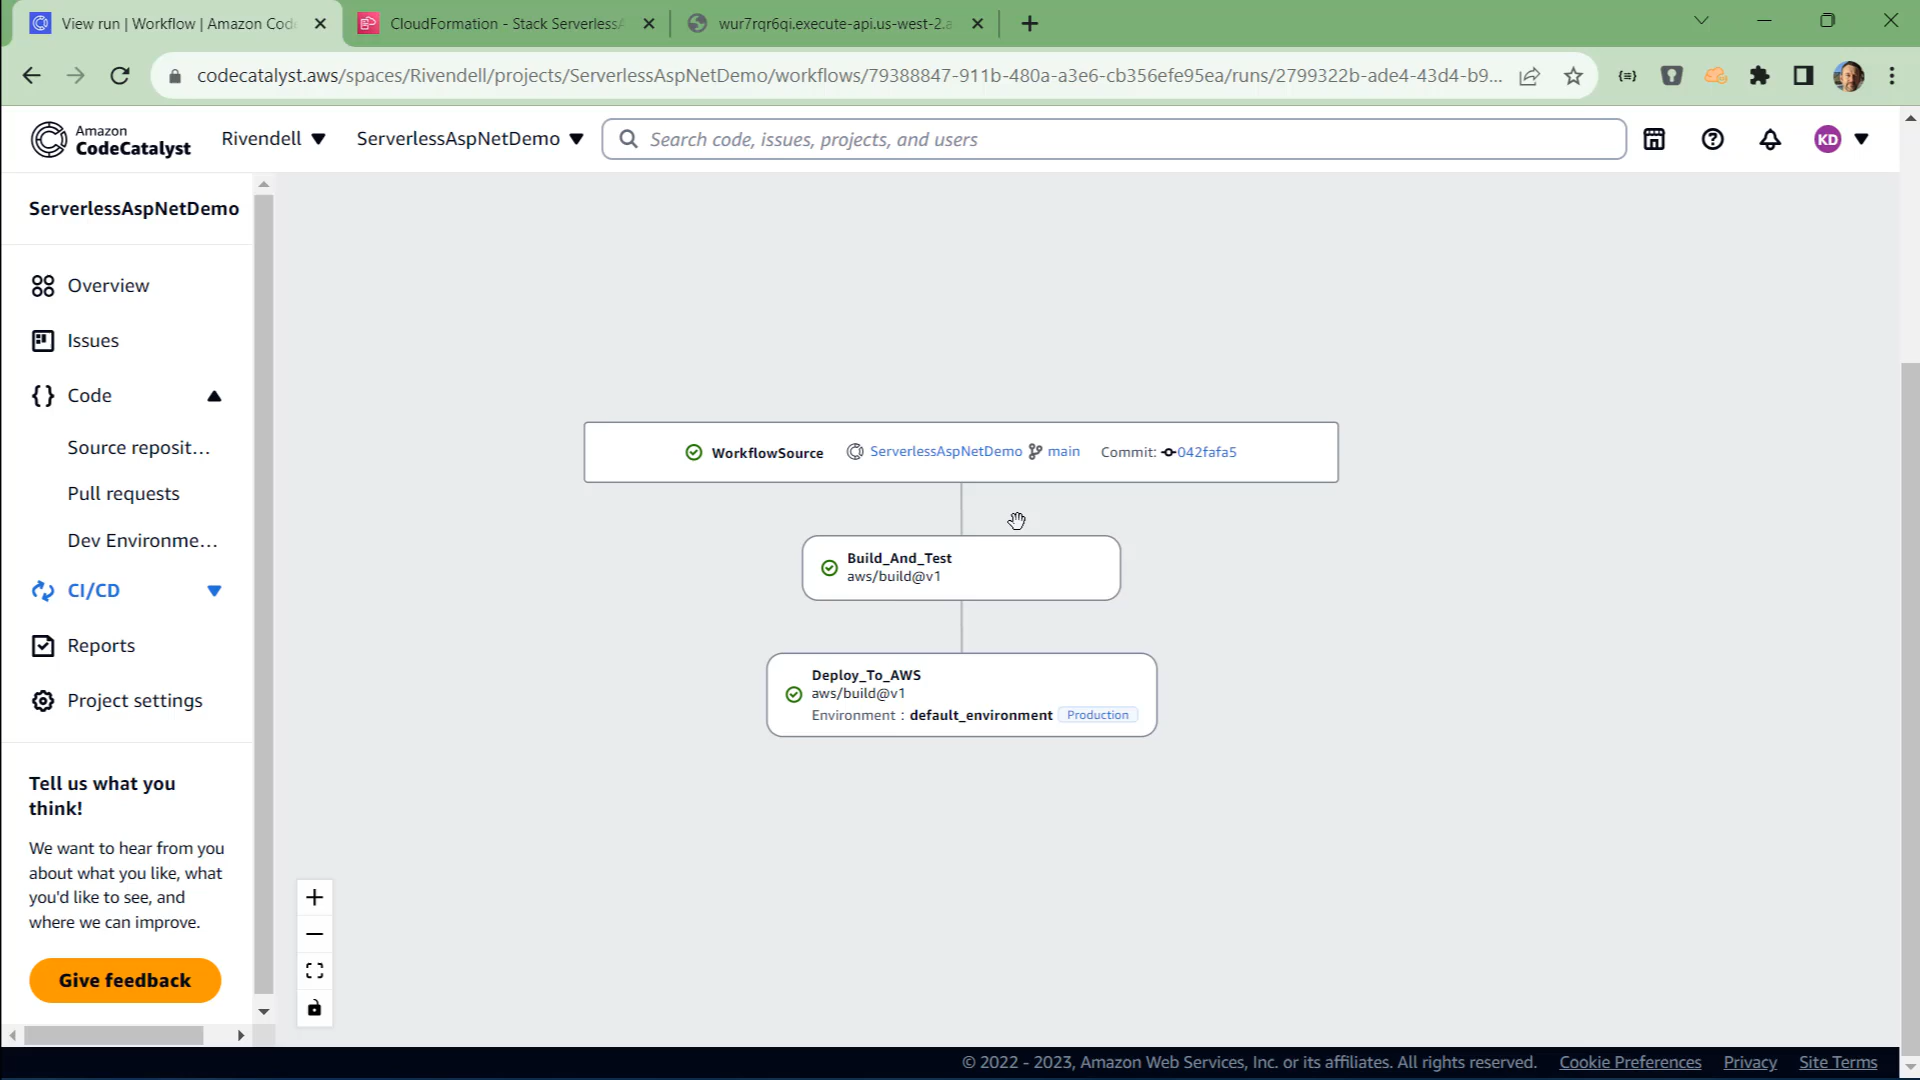 View run | Workflow | Amazon Code
CloudFormation - Stack ServerlessA
wur7rqr6qi.execute-api.us-west-2.a
codecatalyst.aws/spaces/Rivendell/projects/ServerlessAspNetDemo/workflows/79388847-911b-480a-a3e6-cb356efe95ea/runs/2799322b-ade4-43d4-b9...
Amazon
CodeCatalyst
Rivendell
ServerlessAspNetDemo
Search code, issues, projects, and users
KD
ServerlessAspNetDemo
Overview
Issues
Code
Source reposit...
Pull requests
Dev Environme...
CI/CD
Reports
Project settings
Tell us what you
think!
We want to hear from you
about what you like, what
you'd like to see, and
where we can improve.
Give feedback
WorkflowSource ServerlessAspNetDemo main Commit: 042fafa5
Build_And_Test
aws/build@v1
Deploy_To_AWS
aws/build@v1
Environment : default_environment Production
© 2022 - 2023, Amazon Web Services, Inc. or its affiliates. All rights reserved. Cookie Preferences Privacy Site Terms